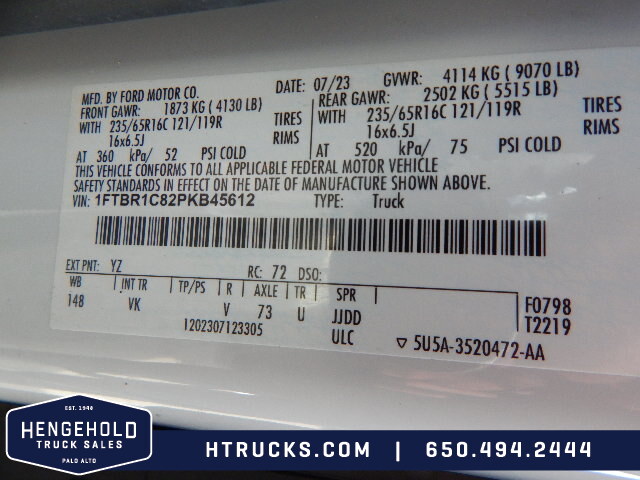 MFD. BY FORD MOTOR CO. DATE: 07/23 GVWR: 4114 KG ( 9070 LB)
FRONT GAWR: 1873 KG ( 4130 LB) REAR GAWR: 2502 KG ( 5515 LB)
WITH 235/65R16C 121/119R TIRES WITH 235/65R16C 121/119R TIRES
16x6.5J RIMS 16x6.5J RIMS
AT 360 kPa/ 52 PSI COLD AT 520 kPa/ 75 PSI COLD
THIS VEHICLE CONFORMS TO ALL APPLICABLE FEDERAL MOTOR VEHICLE
SAFETY STANDARDS IN EFFECT ON THE DATE OF MANUFACTURE SHOWN ABOVE.
VIN: 1FTBR1C82PKB45612 TYPE: Truck
EXT PNT: YZ RC: 72 DSO:
WB INT TR TP/PS R AXLE TR SPR F0798
148 VK V 73 U JJDD T2219
1202307123305 ULC ▽ 5U5A-3520472-AA
EST. 1940
HENGEHOLD
TRUCK SALES
PALO ALTO
HTRUCKS.COM | 650.494.2444